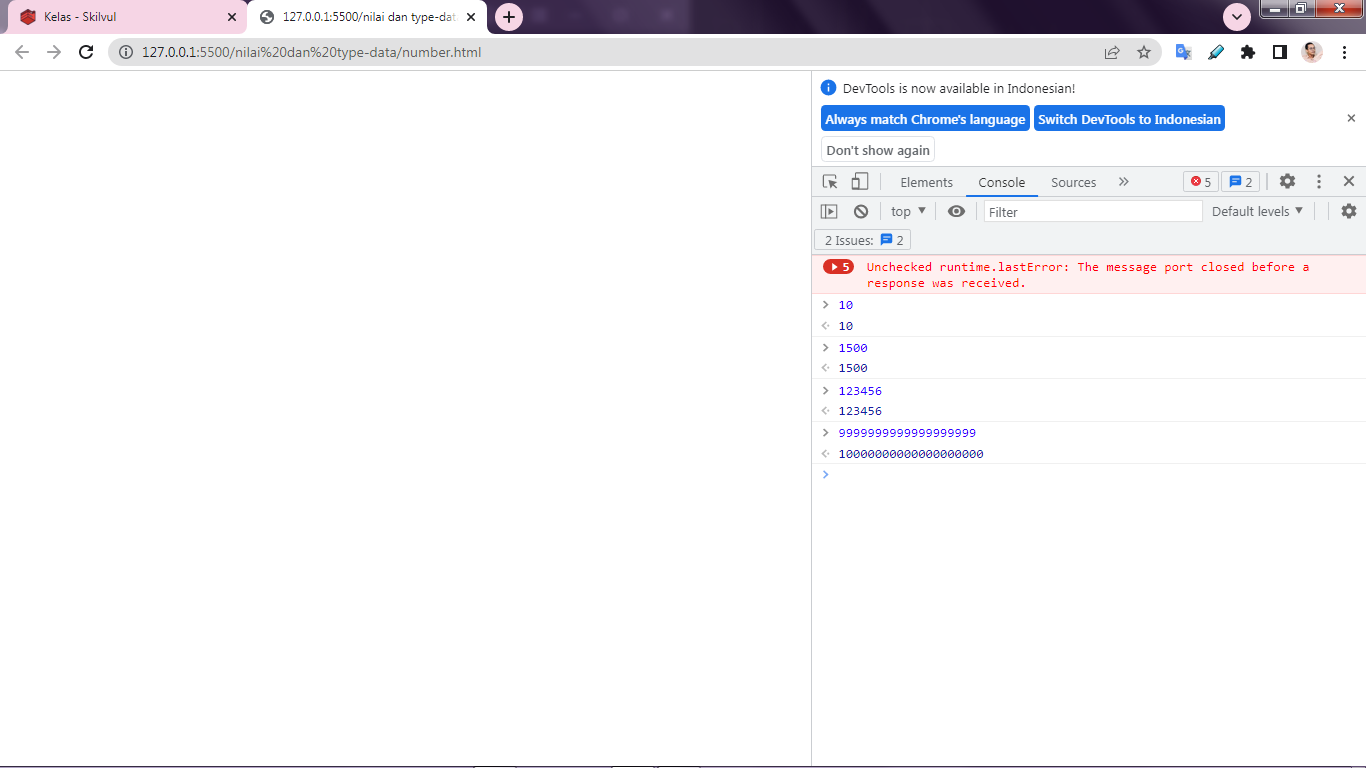 Kelas - Skilvul
127.0.0.1:5500/nilai dan type-dat
127.0.0.1:5500/nilai%20dan%20type-data/number.html
DevTools is now available in Indonesian!
Always match Chrome's language Switch DevTools to Indonesian
Don't show again
Elements Console Sources 5 2
top Filter Default levels
2 Issues: 2
5 Unchecked runtime.lastError: The message port closed before a
response was received.
10
10
1500
1500
123456
123456
9999999999999999999
10000000000000000000